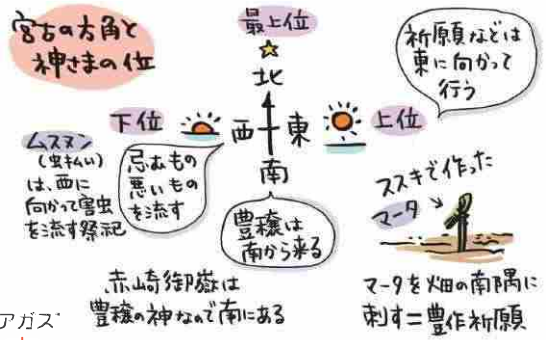 宮古の方角と
神さまの位
最上位
北
下位
西
東
上位
南
祈願などは
東に向かって
行う
ムスヌン
(虫払い)
は、西に
向かって害虫
を流す祭祀
忌むもの
悪いもの
を流す
豊穣は
南から来る
ススキで作った
マータ
赤崎御嶽は
豊穣の神なので南にある
マータを畑の南隅に
刺す=豊作祈願
アガス゜